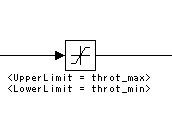 <UpperLimit = throt_max>
<LowerLimit = throt_min>